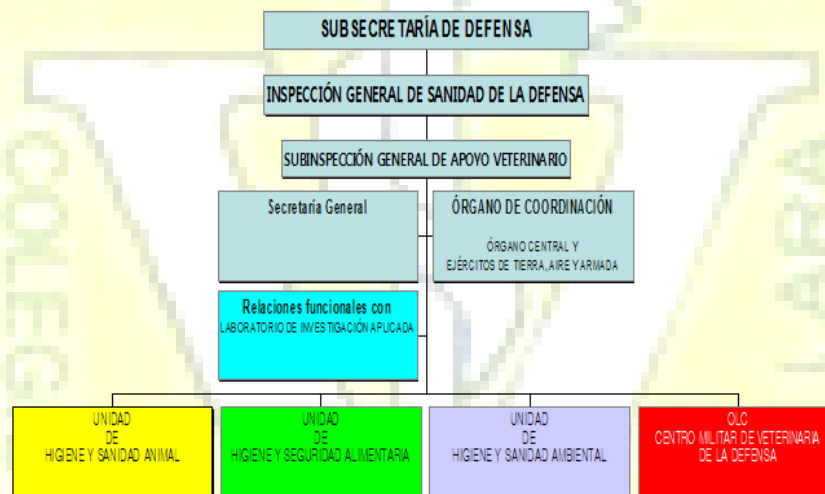 SUBSECRETARÍA DE DEFENSA
INSPECCIÓN GENERAL DE SANIDAD DE LA DEFENSA
SUBINSPECCIÓN GENERAL DE APOYO VETERINARIO
Secretaría General
ÓRGANO DE COORDINACIÓN
ÓRGANO CENTRAL Y
EJÉRCITOS DE TIERRA, AIRE Y ARMADA
Relaciones funcionales con
LABORATORIO DE INVESTIGACIÓN APLICADA
UNIDAD
DE
HIGIENE Y SANIDAD ANIMAL
UNIDAD
DE
HIGIENE Y SEGURIDAD ALIMENTARIA
UNIDAD
DE
HIGIENE Y SANIDAD AMBIENTAL
OLC
CENTRO MILITAR DE VETERINARIA
DE LA DEFENSA
COLEG
LARA